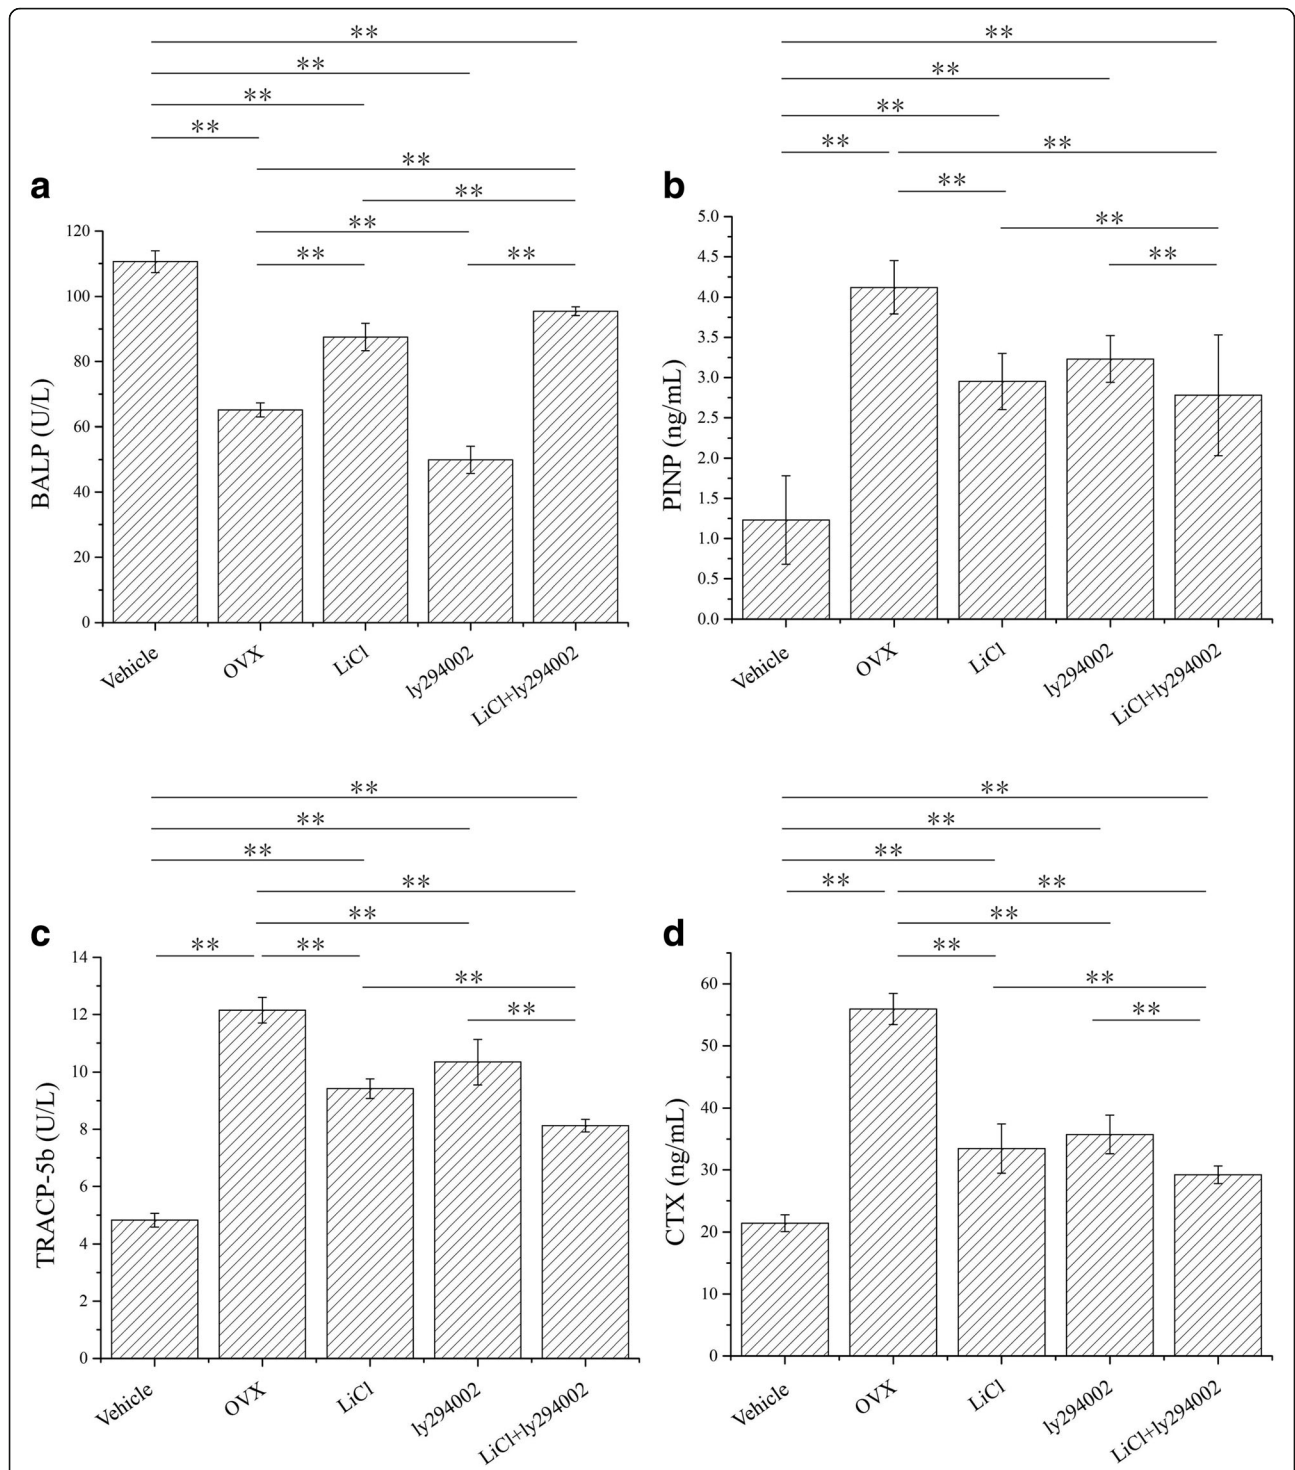 **
**
**
**
**
**
**
** **
a
BALP (U/L)
120
100
80
60
40
20
0
Vehicle
OVX
LiCl
ly294002
LiCl+ly294002
**
**
**
** **
**
**
**
b
PINP (ng/mL)
5.0
4.5
4.0
3.5
3.0
2.5
2.0
1.5
1.0
0.5
0.0
Vehicle
OVX
LiCl
ly294002
LiCl+ly294002
**
**
**
**
**
** **
**
**
c
TRACP-5b (U/L)
14
12
10
8
6
4
2
0
Vehicle
OVX
LiCl
ly294002
LiCl+ly294002
**
**
**
** **
**
**
**
**
d
CTX (ng/mL)
60
50
40
30
20
10
0
Vehicle
OVX
LiCl
ly294002
LiCl+ly294002